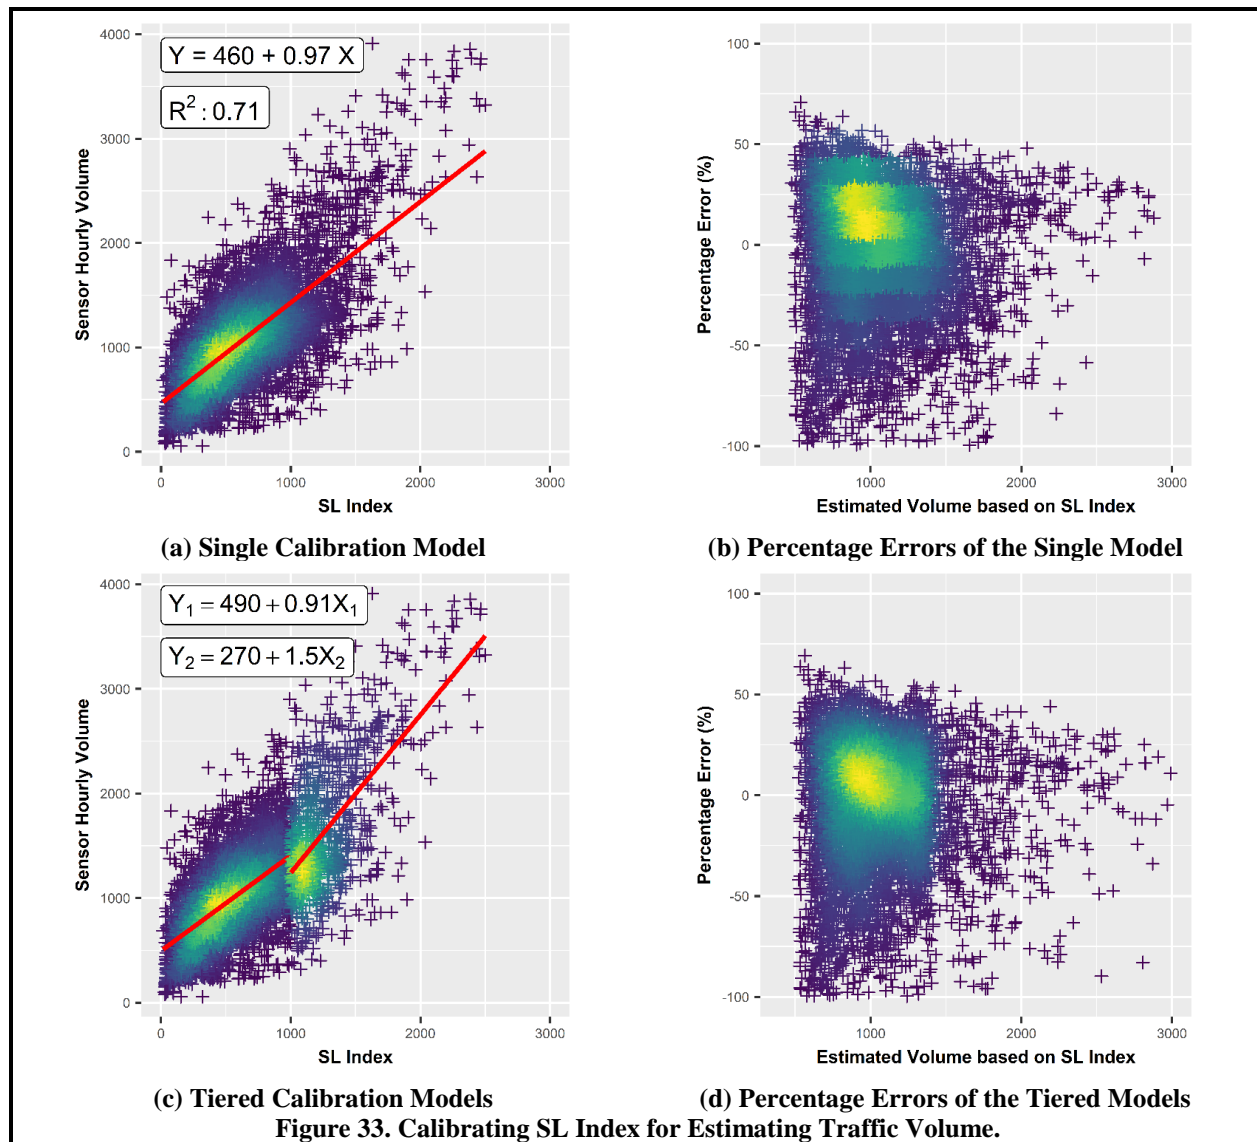 Y = 460 + 0.97 X
R²: 0.71
4000
3000
2000
1000
0
Sensor Hourly Volume
0 1000 2000 3000
SL Index
(a) Single Calibration Model
100
50
0
-50
-100
Percentage Error (%)
1000 2000 3000
Estimated Volume based on SL Index
(b) Percentage Errors of the Single Model
Y₁ = 490 + 0.91X₁
Y₂ = 270 + 1.5X₂
4000
3000
2000
1000
0
Sensor Hourly Volume
0 1000 2000 3000
SL Index
(c) Tiered Calibration Models
100
50
0
-50
-100
Percentage Error (%)
1000 2000 3000
Estimated Volume based on SL Index
(d) Percentage Errors of the Tiered Models
Figure 33. Calibrating SL Index for Estimating Traffic Volume.